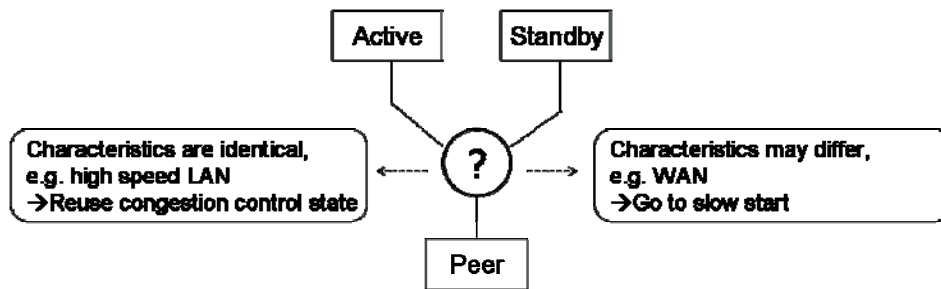 Active
Standby
Characteristics are identical,
e.g. high speed LAN
→Reuse congestion control state
?
Characteristics may differ,
e.g. WAN
→Go to slow start
Peer